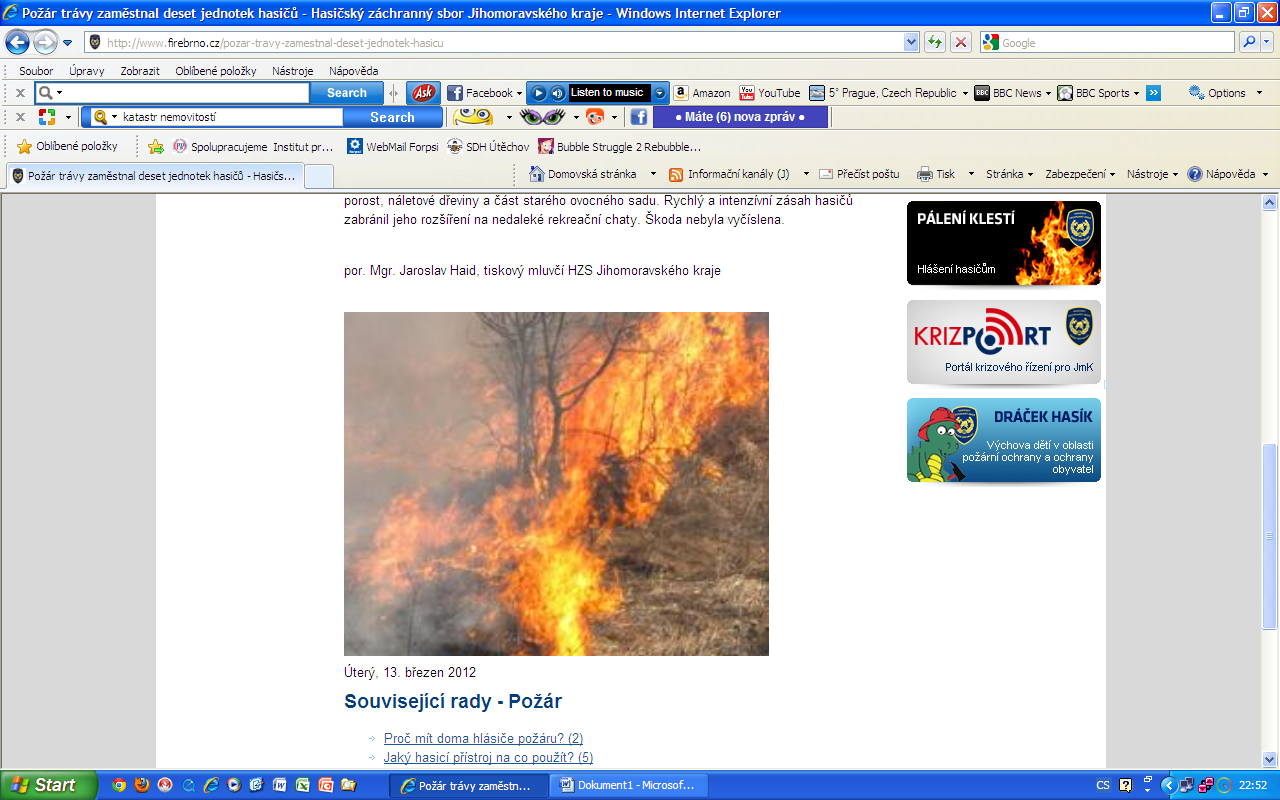 Požár trávy zaměstnal deset jednotek hasičů - Hasičský záchranný sbor Jihomoravského kraje - Windows Internet Explorer
http://www.firebrno.cz/pozar-travy-zamestnal-deset-jednotek-hasicu
Google
Soubor Úpravy Zobrazit Oblíbené položky Nástroje Nápověda
Search Ask Facebook Listen to music Amazon YouTube 5° Prague, Czech Republic BBC News BBC Sports Options
katastr nemovitostí Search ● Máte (6) nova zpráv ●
Oblíbené položky Spolupracujeme Institut pr... WebMail Forpsi SDH Útěchov Bubble Struggle 2 Rebubble...
Požár trávy zaměstnal deset jednotek hasičů - Hasičs... Domovská stránka Informační kanály (J) Přečíst poštu Tisk Stránka Zabezpečení Nástroje Nápověda
porost, náletové dřeviny a část starého ovocného sadu. Rychlý a intenzívní zásah hasičů
zabránil jeho rozšíření na nedaleké rekreační chaty. Škoda nebyla vyčíslena.
por. Mgr. Jaroslav Haid, tiskový mluvčí HZS Jihomoravského kraje
Úterý, 13. březen 2012
Související rady - Požár
Proč mít doma hlásiče požáru? (2)
Jaký hasicí přístroj na co použít? (5)
PÁLENÍ KLESTÍ
Hlášení hasičům
KRIZPORT
Portál krizového řízení pro JmK
DRÁČEK HASÍK
Výchova dětí v oblasti
požární ochrany a ochrany
obyvatel
Start Požár trávy zaměstn... Dokument1 - Microsof... CS 22:52